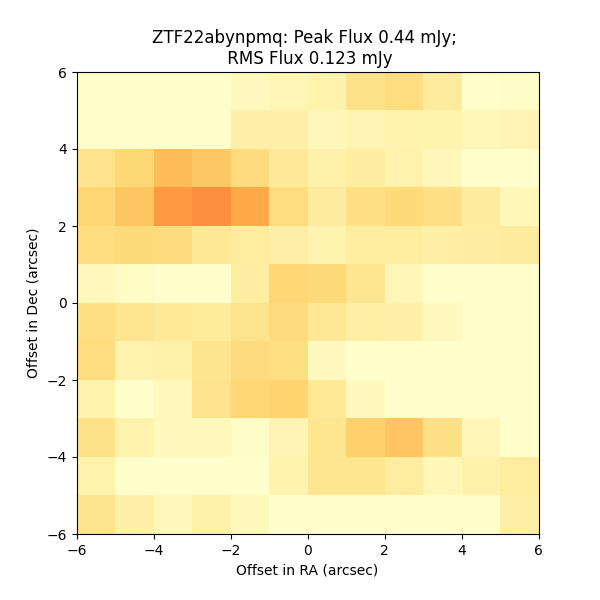 ZTF22abynpmq: Peak Flux 0.44 mJy;
RMS Flux 0.123 mJy
6
4
2
0
−2
−4
−6
Offset in Dec (arcsec)
−6 −4 −2 0 2 4 6
Offset in RA (arcsec)